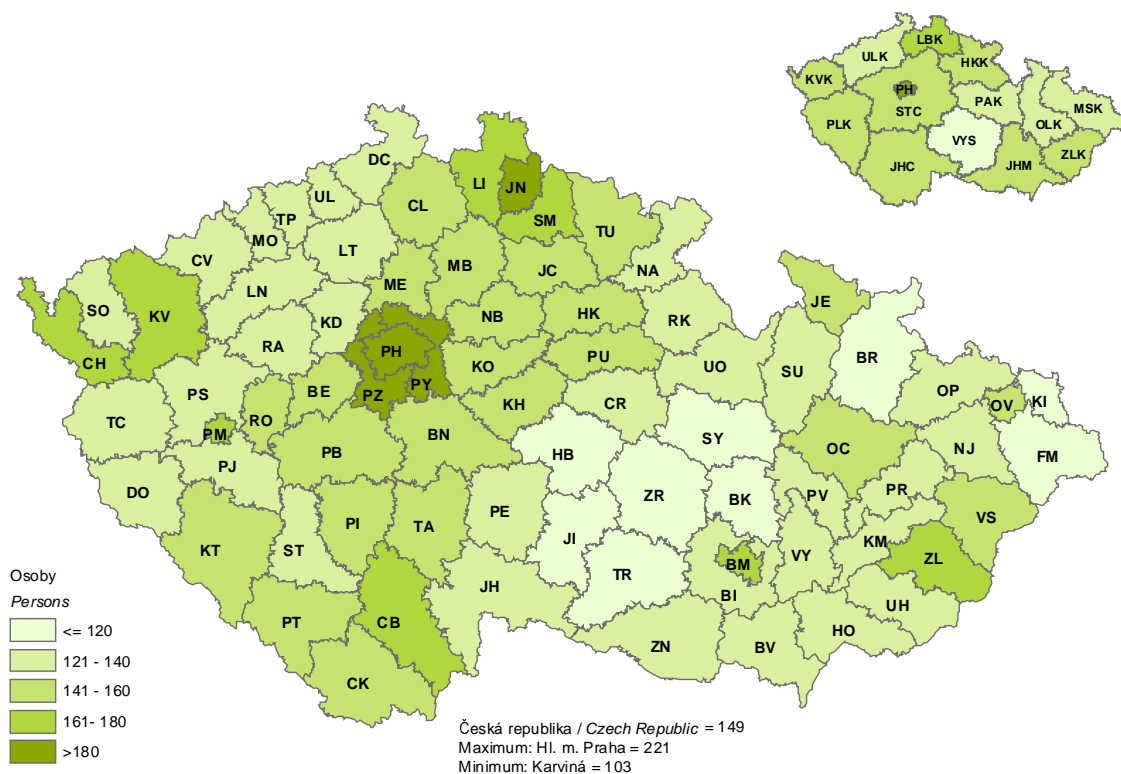 LBK
ULK
HKK
KVK
PH
PAK
MSK
STC
PLK
OLK
VYS
ZLK
JHC
JHM
DC
LI
JN
UL
CL
TP
SM
MO
TU
LT
CV
MB
JC
NA
ME
LN
SO
KV
JE
KD
NB
HK
RK
RA
PH
BR
CH
KO
PU
UO
SU
OP
PZ
PY
BE
PS
KH
CR
OV
KI
TC
RO
PM
BN
SY
OC
NJ
FM
PB
HB
PJ
DO
ZR
BK
PV
PR
VS
PE
PI
TA
KT
ST
JI
KM
VY
ZL
BM
TR
JH
BI
UH
PT
CB
HO
ZN
BV
CK
Osoby
Persons
<= 120
121 - 140
141 - 160
161- 180
>180
Česká republika / Czech Republic = 149
Maximum: Hl. m. Praha = 221
Minimum: Karviná = 103